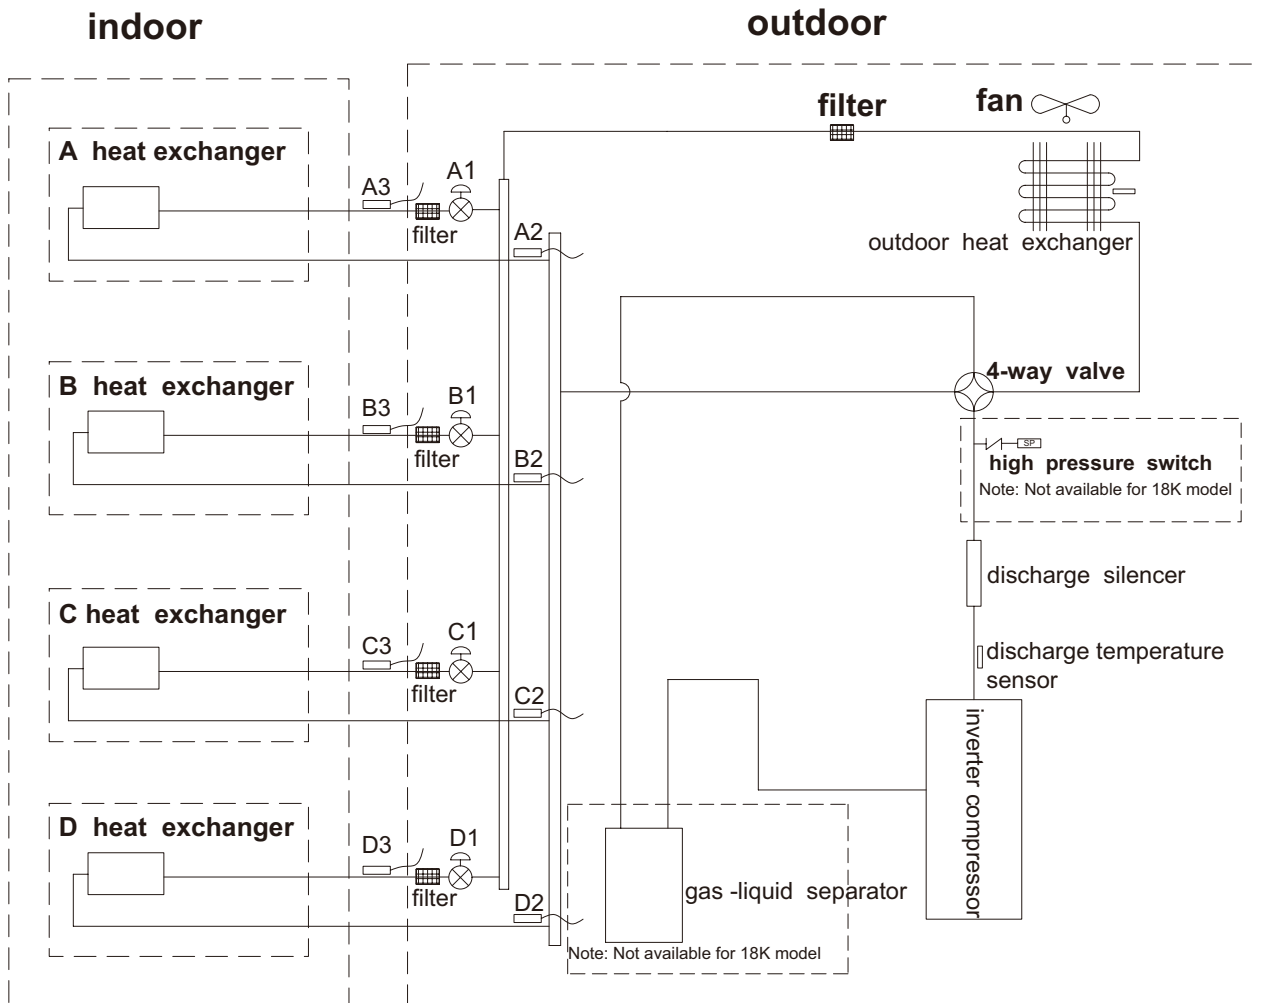 indoor
outdoor
filter
fan
A heat exchanger
A3
A1
filter
A2
outdoor heat exchanger
4-way valve
B heat exchanger
B3
B1
filter
B2
SP
high pressure switch
Note: Not available for 18K model
discharge silencer
C heat exchanger
C3
C1
filter
C2
discharge temperature
sensor
inverter compressor
D heat exchanger
D3
D1
filter
D2
gas -liquid separator
Note: Not available for 18K model